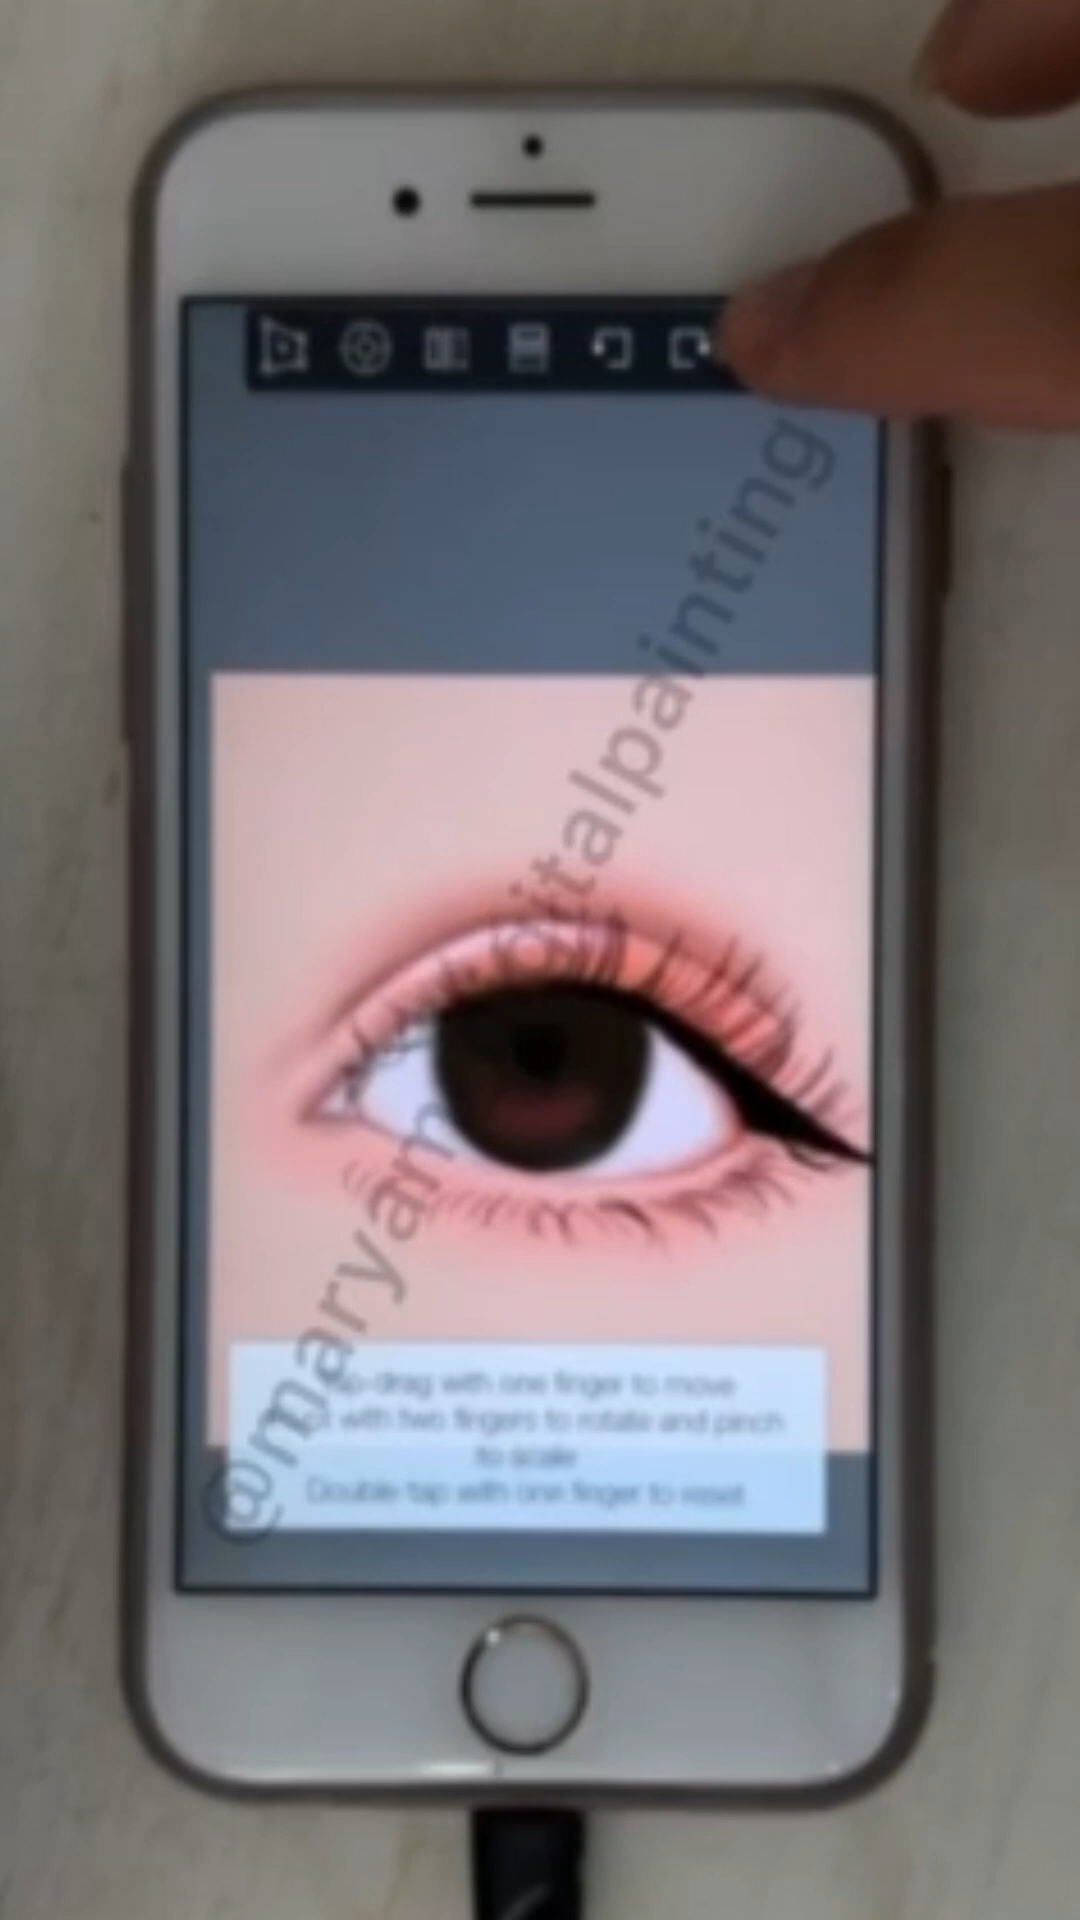 @maryam
italpainting
-drag with one finger to move
with two fingers to rotate and pinch
to scale
Double-tap with one finger to reset